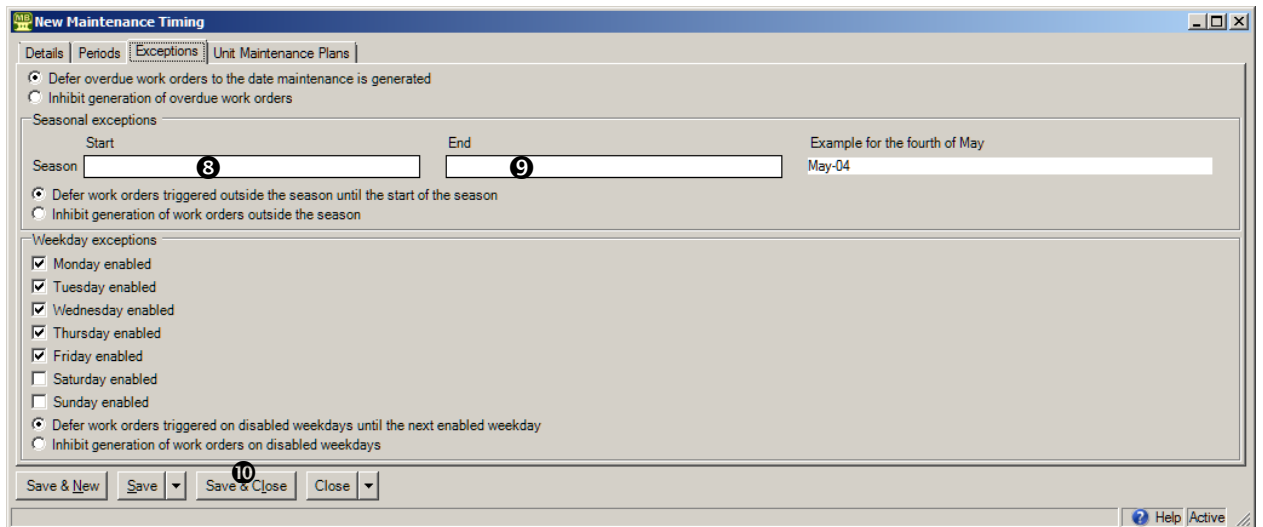 MB
New Maintenance Timing
Details Periods Exceptions Unit Maintenance Plans
Defer overdue work orders to the date maintenance is generated
Inhibit generation of overdue work orders
Seasonal exceptions
Start End Example for the fourth of May
Season ❽ ❾ May-04
Defer work orders triggered outside the season until the start of the season
Inhibit generation of work orders outside the season
Weekday exceptions
Monday enabled
Tuesday enabled
Wednesday enabled
Thursday enabled
Friday enabled
Saturday enabled
Sunday enabled
Defer work orders triggered on disabled weekdays until the next enabled weekday
Inhibit generation of work orders on disabled weekdays
❿
Save & New Save Save & Close Close
Help Active